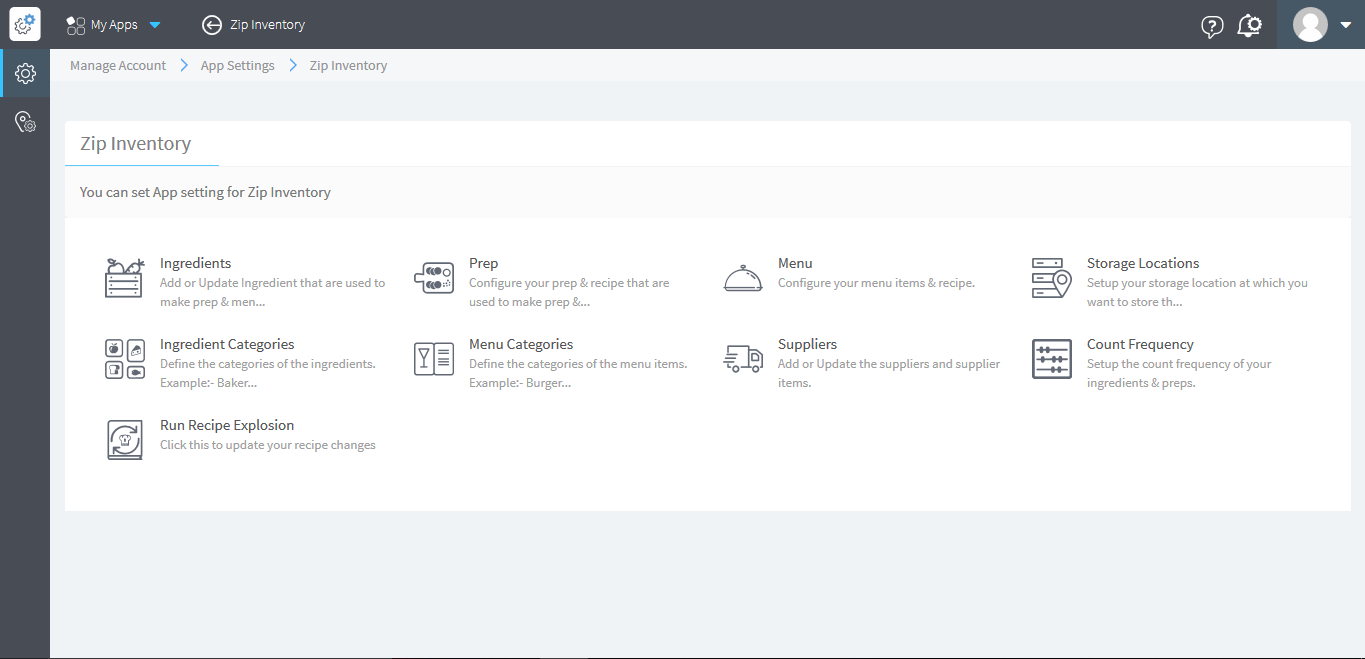 My Apps
Zip Inventory
Manage Account
App Settings
Zip Inventory
Zip Inventory
You can set App setting for Zip Inventory
Ingredients
Add or Update Ingredient that are used to
make prep & men...
Prep
Configure your prep & recipe that are
used to make prep &...
Menu
Configure your menu items & recipe.
Storage Locations
Setup your storage location at which you
want to store th...
Ingredient Categories
Define the categories of the ingredients.
Example:- Baker...
Menu Categories
Define the categories of the menu items.
Example:- Burger...
Suppliers
Add or Update the suppliers and supplier
items.
Count Frequency
Setup the count frequency of your
ingredients & preps.
Run Recipe Explosion
Click this to update your recipe changes